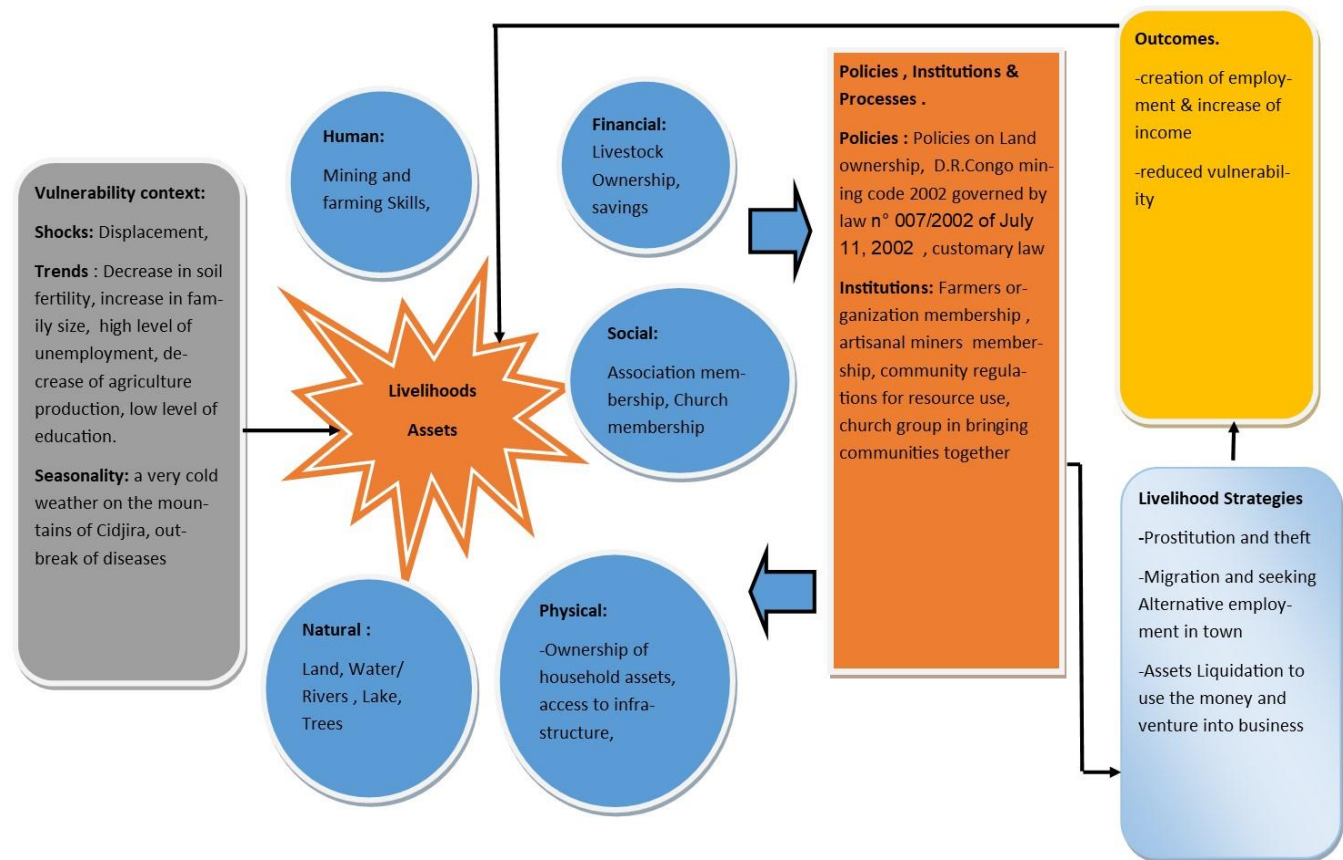 Vulnerability context:
Shocks: Displacement,
Trends : Decrease in soil
fertility, increase in fam-
ily size, high level of
unemployment, de-
crease of agriculture
production, low level of
education.
Seasonality: a very cold
weather on the moun-
tains of Cidjira, out-
break of diseases
Human:
Mining and
farming Skills,
Financial:
Livestock
Ownership,
savings
Livelihoods
Assets
Social:
Association mem-
bership, Church
membership
Natural :
Land, Water/
Rivers , Lake,
Trees
Physical:
-Ownership of
household assets,
access to infra-
structure,
Policies , Institutions &
Processes .
Policies : Policies on Land
ownership, D.R.Congo min-
ing code 2002 governed by
law n° 007/2002 of July
11, 2002 , customary law
Institutions: Farmers or-
ganization membership ,
artisanal miners member-
ship, community regula-
tions for resource use,
church group in bringing
communities together
Outcomes.
-creation of employ-
ment & increase of
income
-reduced vulnerabil-
ity
Livelihood Strategies
-Prostitution and theft
-Migration and seeking
Alternative employ-
ment in town
-Assets Liquidation to
use the money and
venture into business